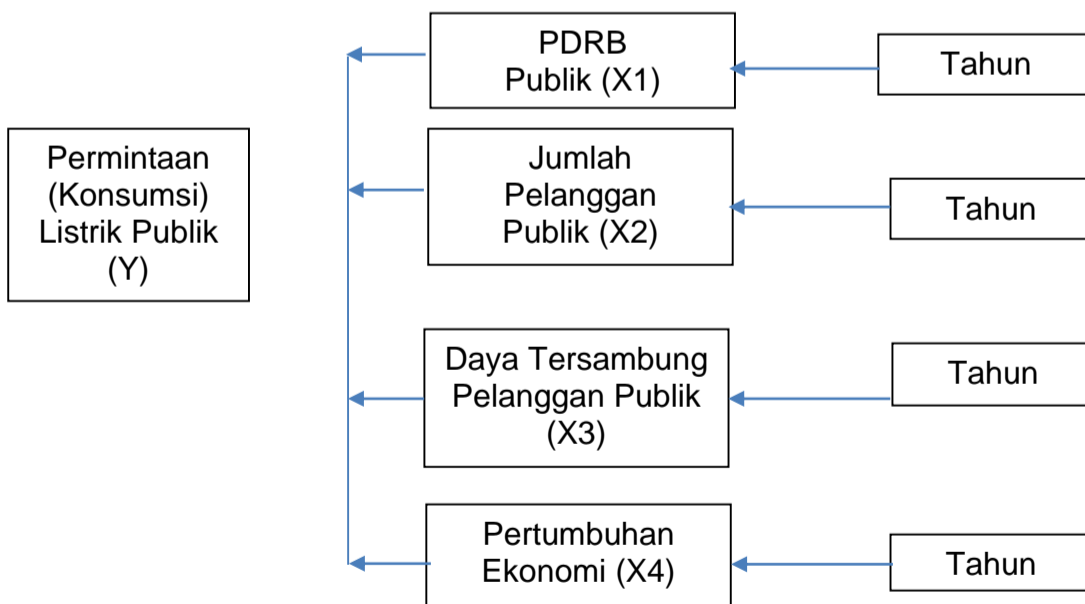 PDRB
Publik (X1)
Tahun
Permintaan
(Konsumsi)
Listrik Publik
(Y)
Jumlah
Pelanggan
Publik (X2)
Tahun
Daya Tersambung
Pelanggan Publik
(X3)
Tahun
Pertumbuhan
Ekonomi (X4)
Tahun